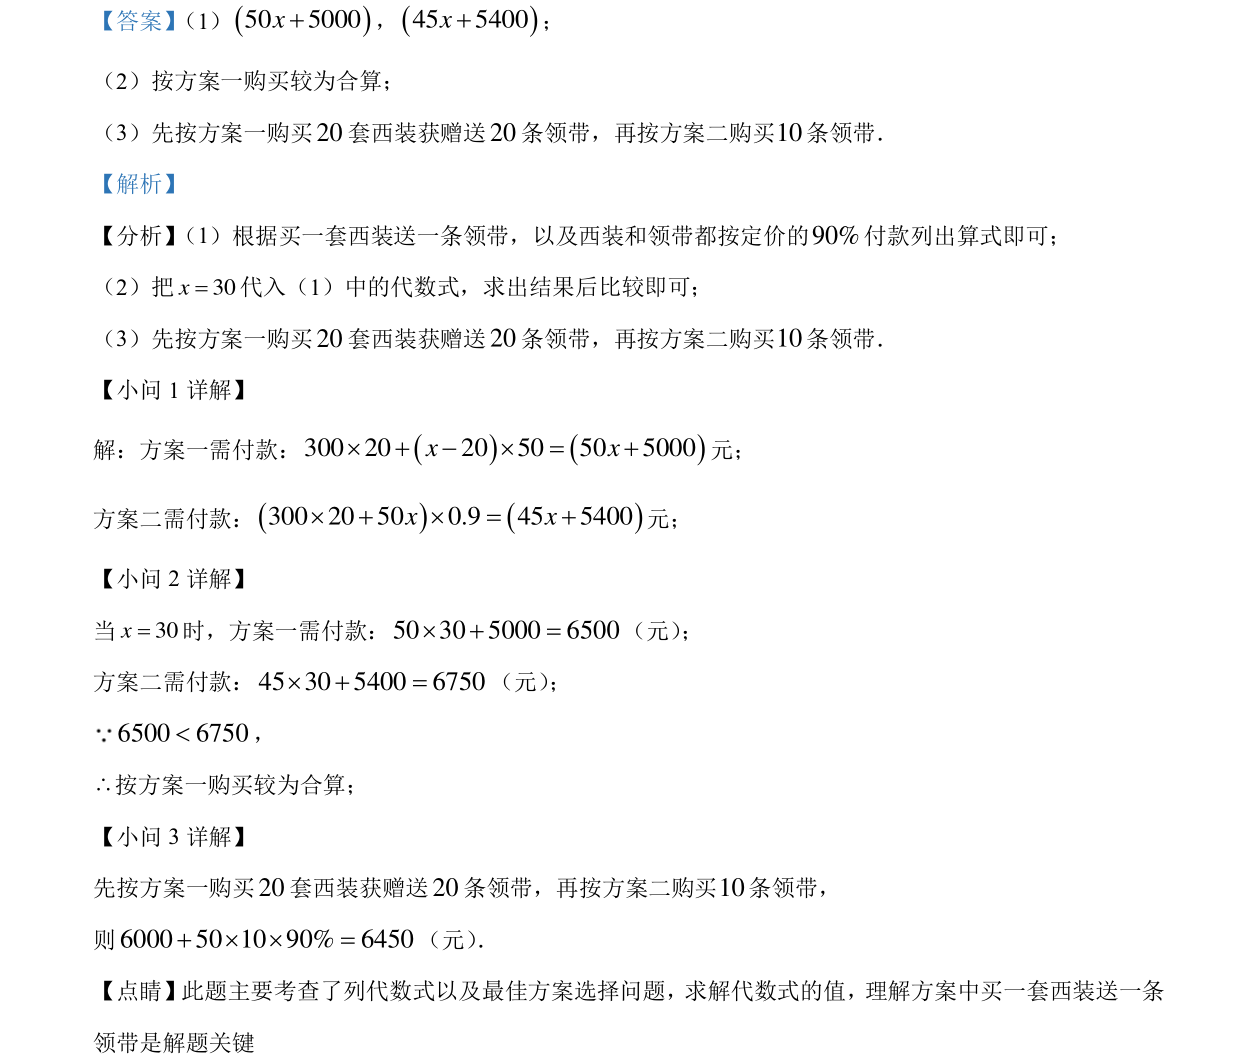 【答案】（1）(50x+5000)，(45x+5400)；
（2）按方案一购买较为合算；
（3）先按方案一购买20套西装获赠送20条领带，再按方案二购买10条领带．
【解析】
【分析】（1）根据买一套西装送一条领带，以及西装和领带都按定价的90%付款列出算式即可；
（2）把x=30代入（1）中的代数式，求出结果后比较即可；
（3）先按方案一购买20套西装获赠送20条领带，再按方案二购买10条领带．
【小问1详解】
解：方案一需付款：300×20+(x−20)×50=(50x+5000)元；
方案二需付款：(300×20+50x)×0.9=(45x+5400)元；
【小问2详解】
当x=30时，方案一需付款：50×30+5000=6500（元）；
方案二需付款：45×30+5400=6750（元）；
∵6500<6750，
∴按方案一购买较为合算；
【小问3详解】
先按方案一购买20套西装获赠送20条领带，再按方案二购买10条领带，
则6000+50×10×90%=6450（元）．
【点睛】此题主要考查了列代数式以及最佳方案选择问题，求解代数式的值，理解方案中买一套西装送一条
领带是解题关键